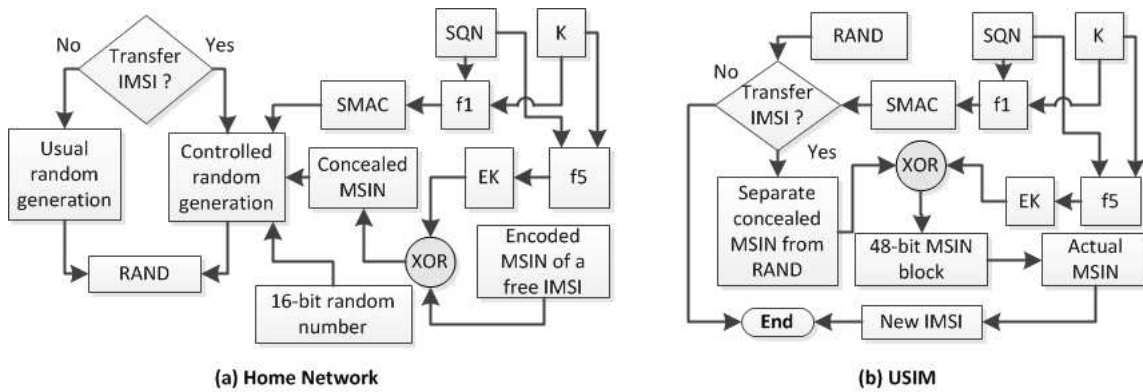 No
Transfer
IMSI ?
Yes
SQN
K
SMAC
f1
Usual
random
generation
Controlled
random
generation
Concealed
MSIN
EK
f5
RAND
XOR
Encoded
MSIN of a
free IMSI
16-bit random
number
(a) Home Network
RAND
SQN
K
No
Transfer
IMSI ?
SMAC
f1
Yes
XOR
Separate
concealed
MSIN from
RAND
EK
f5
48-bit MSIN
block
Actual
MSIN
End
New IMSI
(b) USIM